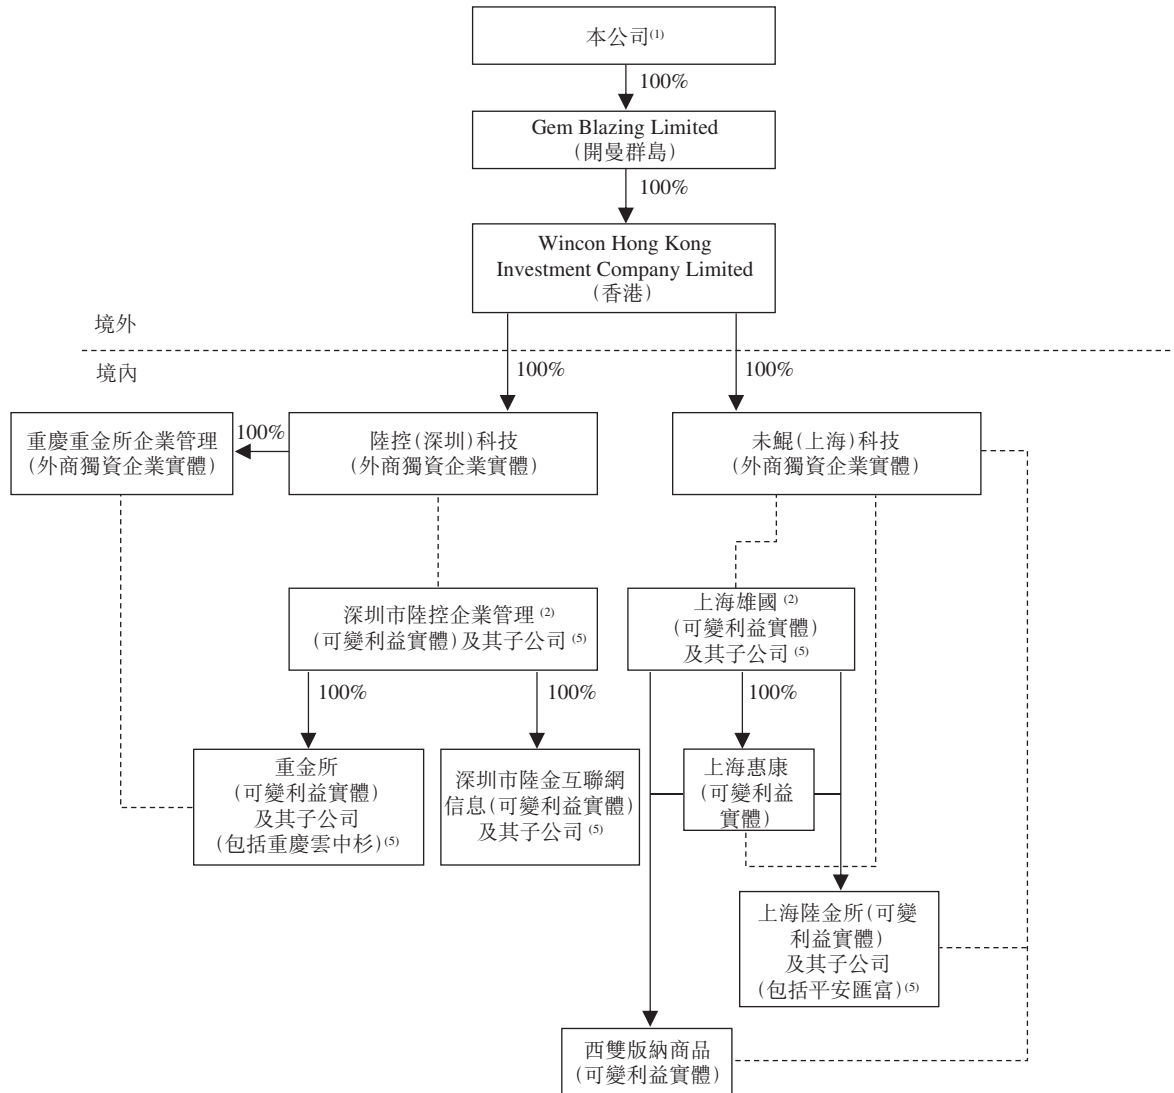 本公司(1)
100%
Gem Blazing Limited
(開曼群島)
100%
Wincon Hong Kong
Investment Company Limited
(香港)
境外
境內
100%
100%
重慶重金所企業管理
(外商獨資企業實體)
100%
陸控(深圳)科技
(外商獨資企業實體)
未鯤(上海)科技
(外商獨資企業實體)
深圳市陸控企業管理(2)
(可變利益實體)及其子公司(5)
上海雄國(2)
(可變利益實體)
及其子公司(5)
100%
100%
100%
重金所
(可變利益實體)
及其子公司
(包括重慶雲中杉)(5)
深圳市陸金互聯網
信息(可變利益實體)
及其子公司(5)
上海惠康
(可變利益
實體)
上海陸金所(可變
利益實體)
及其子公司
(包括平安匯富)(5)
西雙版納商品
(可變利益實體)